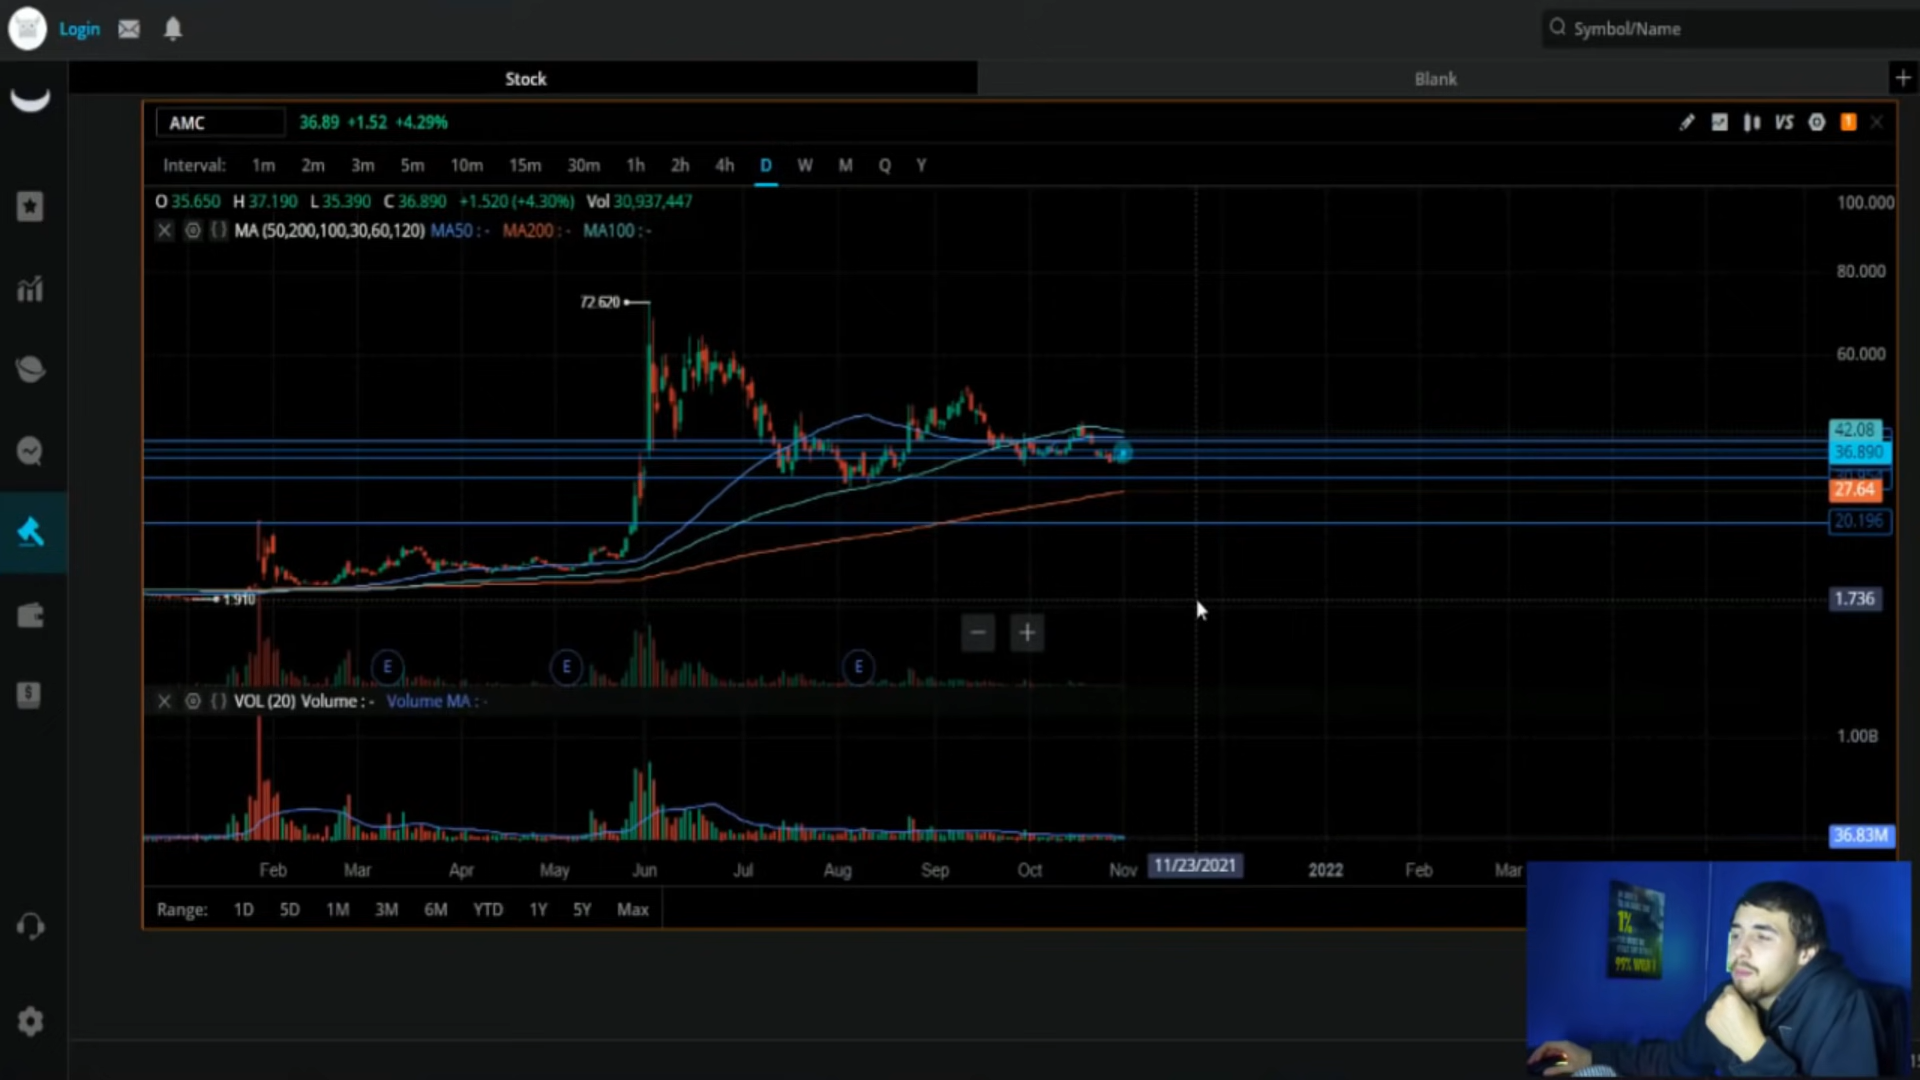 Login
Symbol/Name
Stock
Blank
AMC
36.89 +1.52 +4.29%
VS
Interval: 1m 2m 3m 5m 10m 15m 30m 1h 2h 4h D W M Q Y
O 35.650 H 37.190 L 35.390 C 36.890 +1.520 (+4.30%) Vol 30,937,447
MA (50,200,100,30,60,120) MA50 : - MA200 : - MA100 : -
100.000
80.000
72.620
60.000
42.08
36.890
27.64
20.196
1.910
1.736
E E E
VOL (20) Volume : - Volume MA : -
1.00B
36.83M
Feb Mar Apr May Jun Jul Aug Sep Oct Nov 11/23/2021 2022 Feb Mar
Range: 1D 5D 1M 3M 6M YTD 1Y 5Y Max
1%
99% WON'T